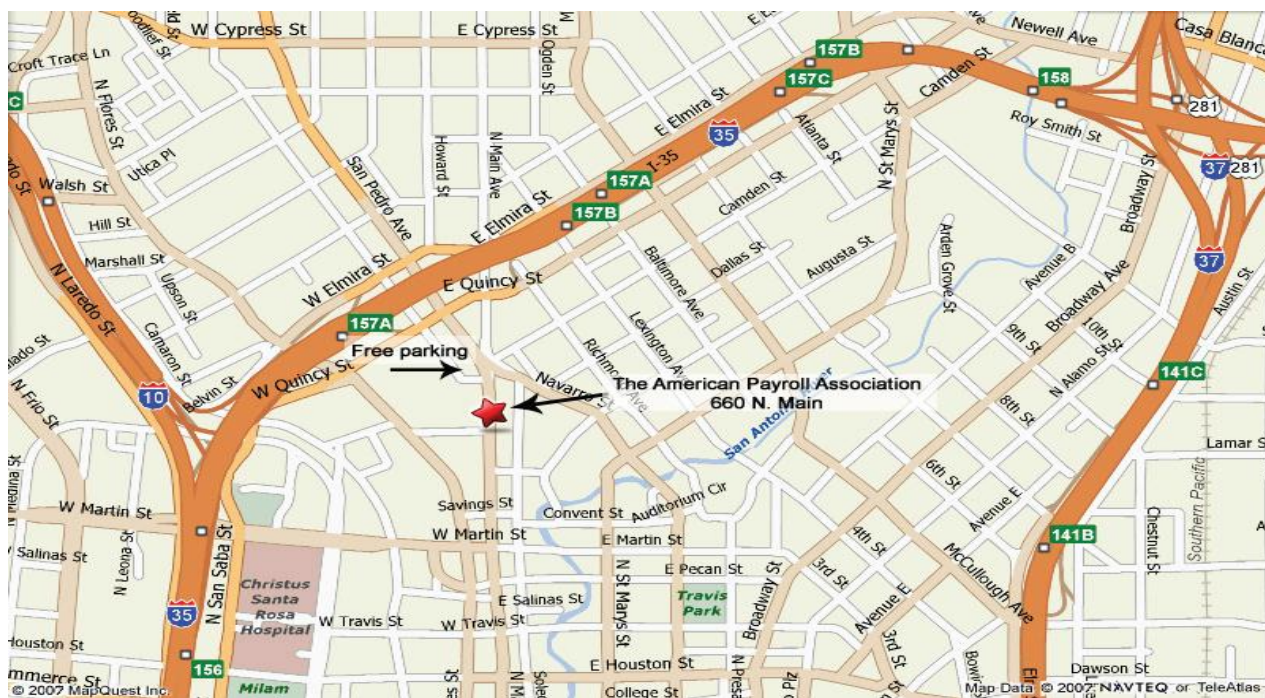 W Cypress St
E Cypress St
Ogden St
E Elmira St
157B
Newell Ave
Casa Blanc
Croft Trace Ln
N Flores St
157C
Camden St
158
281
C
35
Roy Smith St
Utica Pl
San Pedro Ave
Howard St
N Main Ave
I-35
Atlanta St
N St Marys St
Broadway St
37
281
Walsh St
157A
Camden St
Hill St
157B
E Elmira St
Marshall St
Upson St
W Elmira St
E Quincy St
Baltimore Ave
Dallas St
Augusta St
Arden Grove St
Avenue B
Broadway Ave
37
Austin St
N Laredo St
Camaron St
157A
Lexington Ave
9th St
10th St
Free parking
W Quincy St
Belvin St
10
N Frio St
Navarro St
The American Payroll Association
660 N. Main
N Alamo St
8th St
141C
6th St
Lamar St
Savings St
Convent St
Auditorium Cir
Avenue E
W Martin St
W Martin St
E Martin St
4th St
McCullough Ave
141B
Chestnut St
Southern Pacific
W Salinas St
N Leona St
N San Saba St
Christus
Santa
Rosa
Hospital
E Pecan St
3rd St
E Salinas St
N St Marys St
Travis
Park
Broadway St
Avenue E
35
W Travis St
E Travis St
Houston St
E Houston St
3rd St
156
Milam
College St
Dawson St
© 2007 MapQuest Inc.
Map Data © 2007 NAVTEQ or TeleAtlas